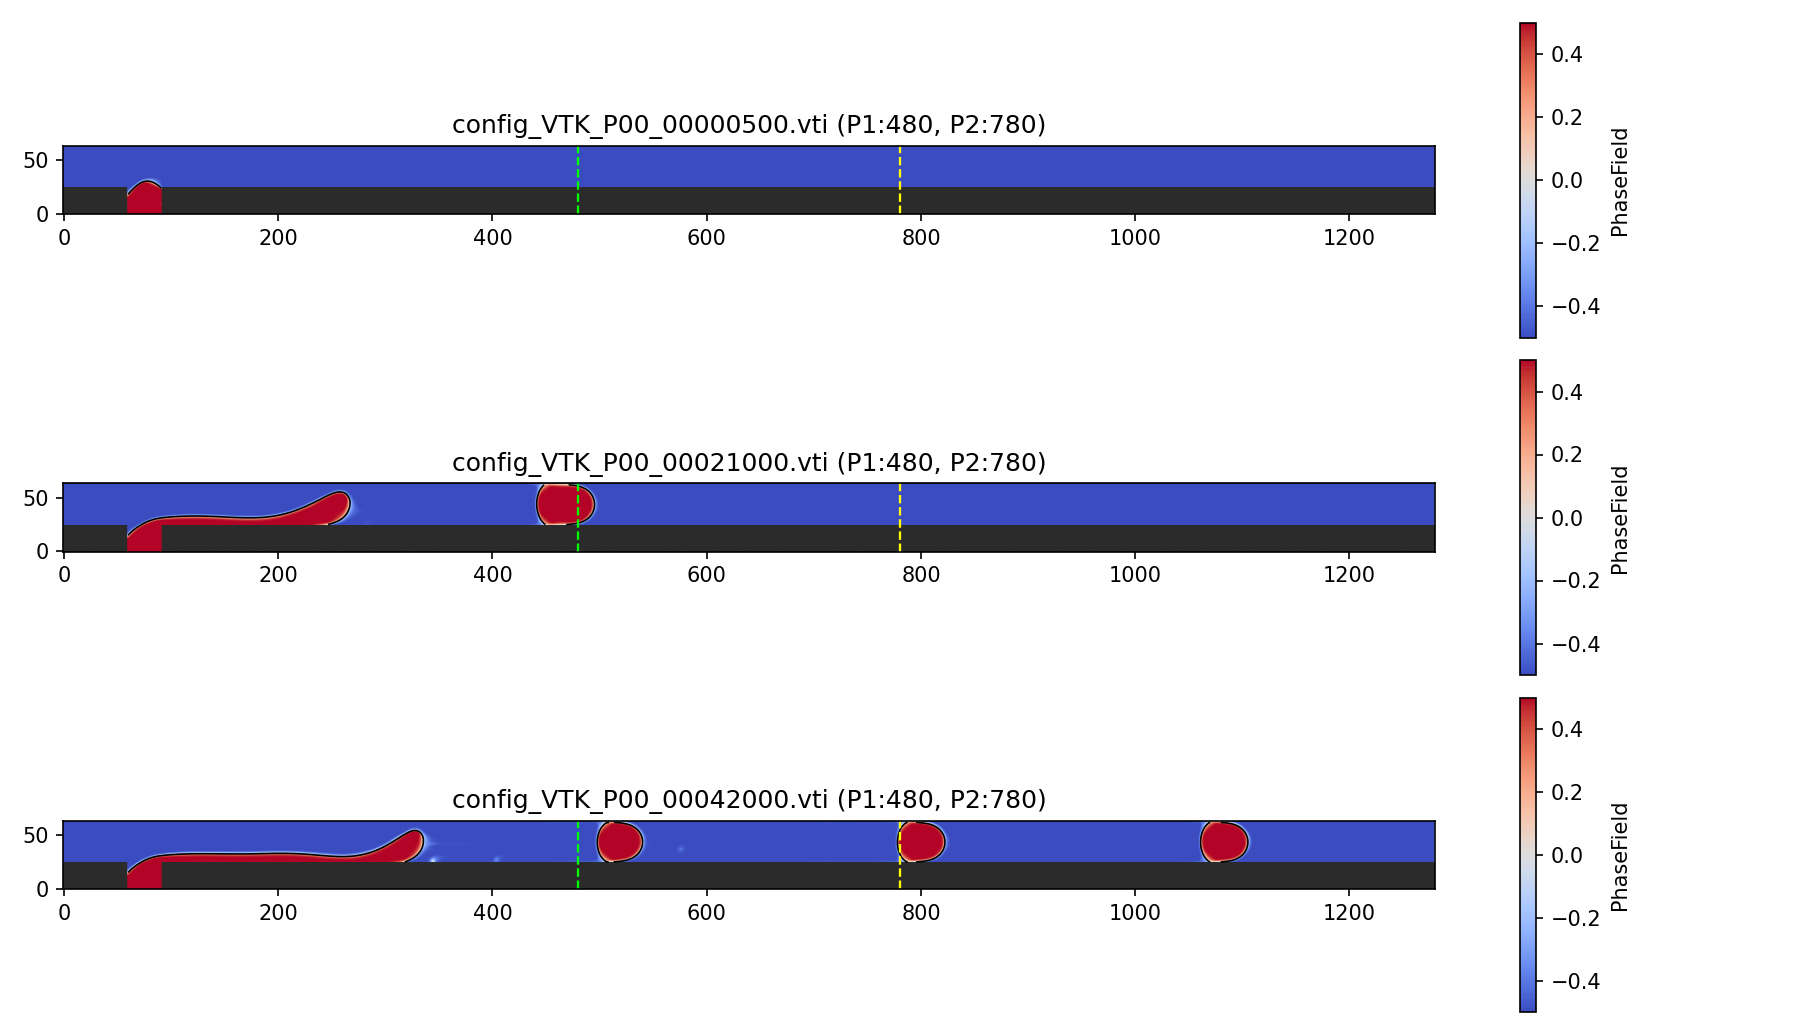 config_VTK_P00_00000500.vti (P1:480, P2:780)
50
0
0 200 400 600 800 1000 1200
0.4
0.2
0.0
−0.2
−0.4
PhaseField
config_VTK_P00_00021000.vti (P1:480, P2:780)
50
0
0 200 400 600 800 1000 1200
0.4
0.2
0.0
−0.2
−0.4
PhaseField
config_VTK_P00_00042000.vti (P1:480, P2:780)
50
0
0 200 400 600 800 1000 1200
0.4
0.2
0.0
−0.2
−0.4
PhaseField